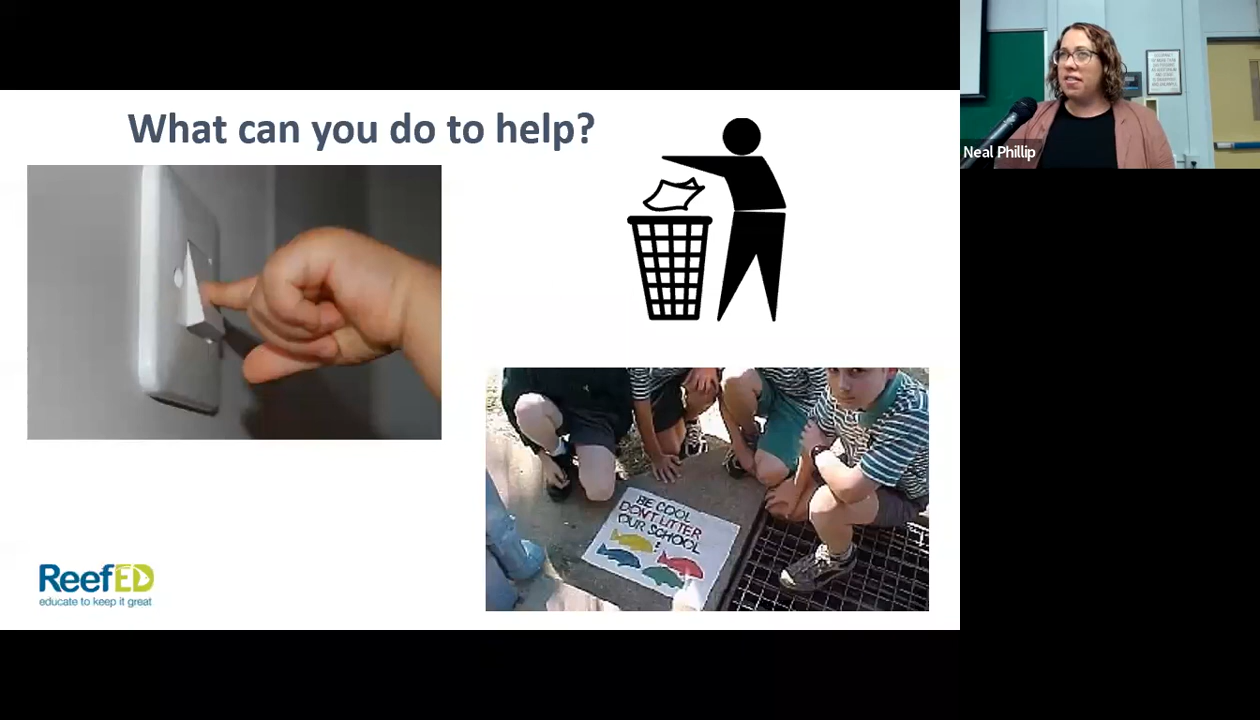 What can you do to help?
Neal Phillip
BE COOL
DON'T LITTER
OUR SCHOOL
ReefED
educate to keep it great